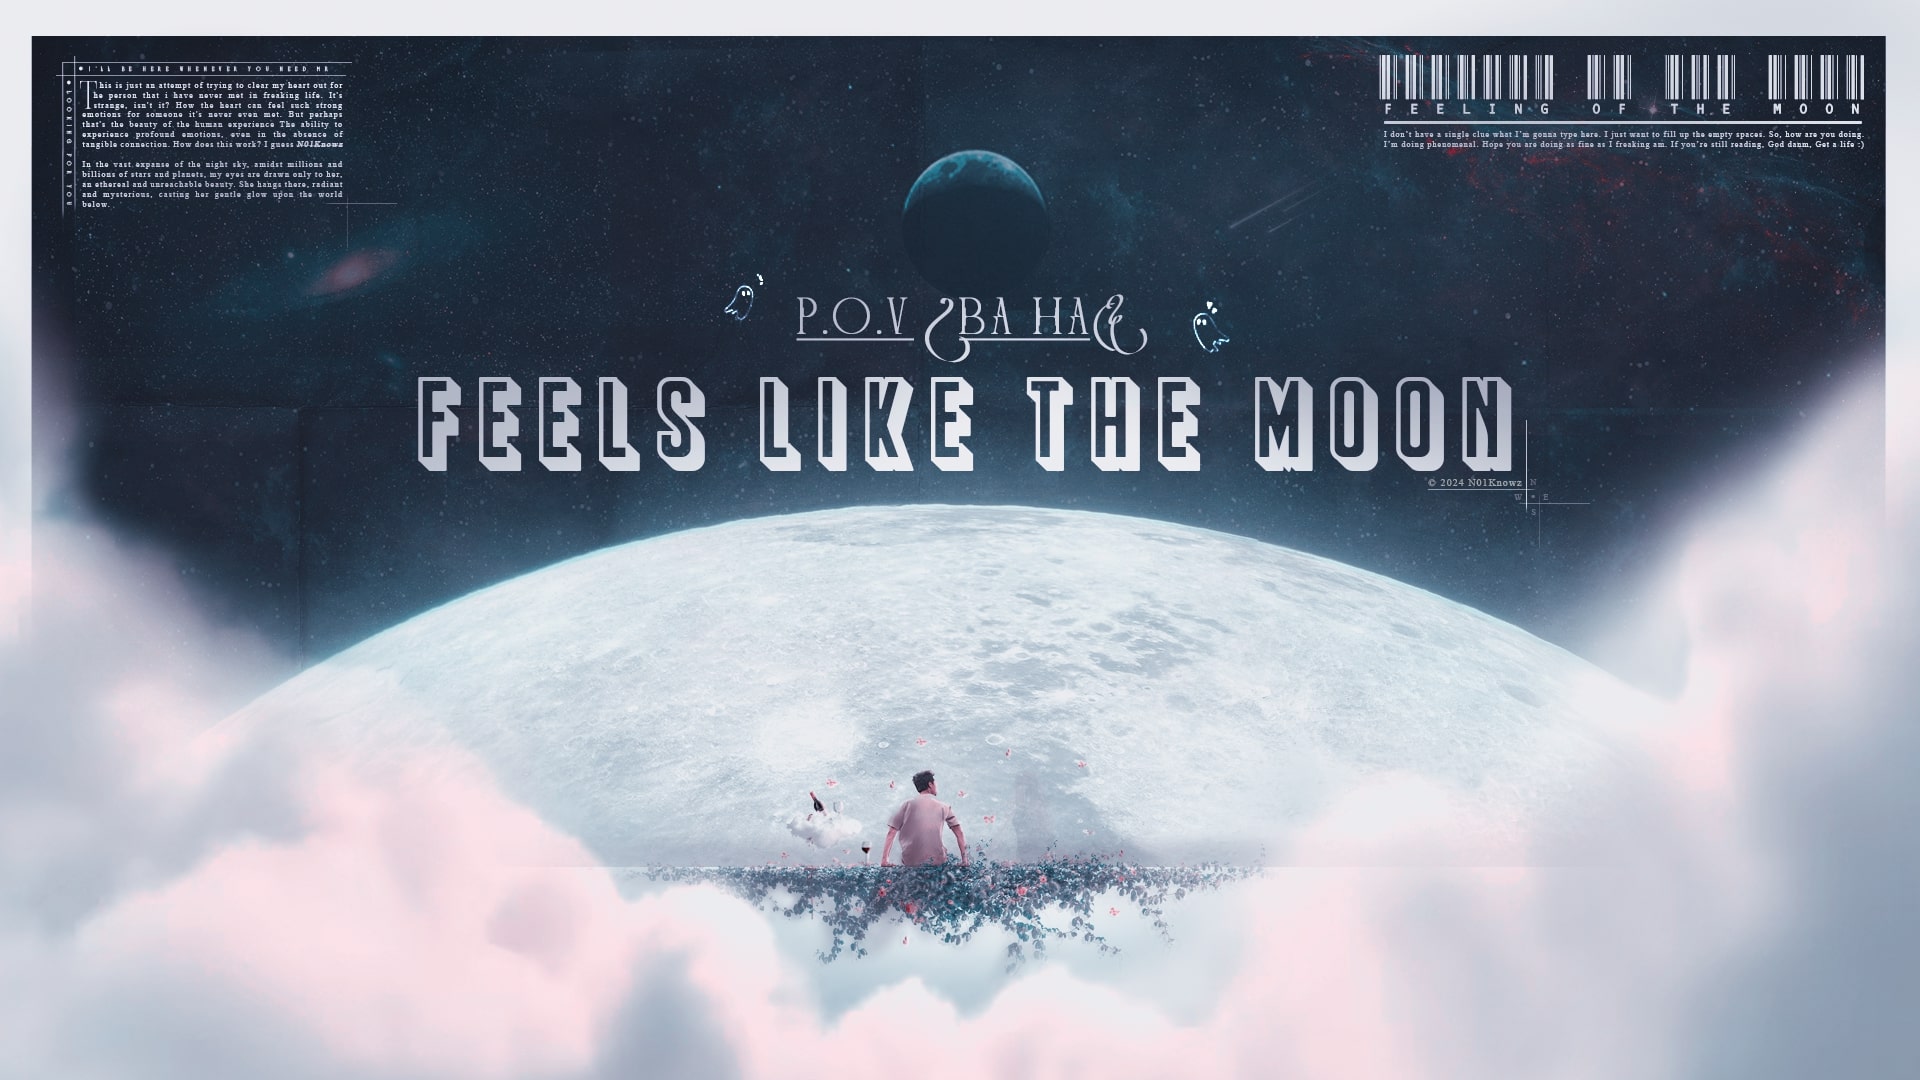 I'LL BE HERE WHENEVER YOU NEED ME
LOOKING FOR YOU
This is just an attempt of trying to clear my heart out for
the person that i have never met in freaking life. It's
strange, isn't it? How the heart can feel such strong
emotions for someone it's never even met. But perhaps
that's the beauty of the human experience The ability to
experience profound emotions, even in the absence of
tangible connection. How does this work? I guess N01Knows
In the vast expanse of the night sky, amidst millions and
billions of stars and planets, my eyes are drawn only to her,
an ethereal and unreachable beauty. She hangs there, radiant
and mysterious, casting her gentle glow upon the world
below.
FEELING OF THE MOON
I don't have a single clue what I'm gonna type here. I just want to fill up the empty spaces. So, how are you doing.
I'm doing phenomenal. Hope you are doing as fine as I freaking am. If you're still reading, God danm, Get a life :)
P.O.V BA HA
FEELS LIKE THE MOON
© 2024 N01Knowz
N
W E
S